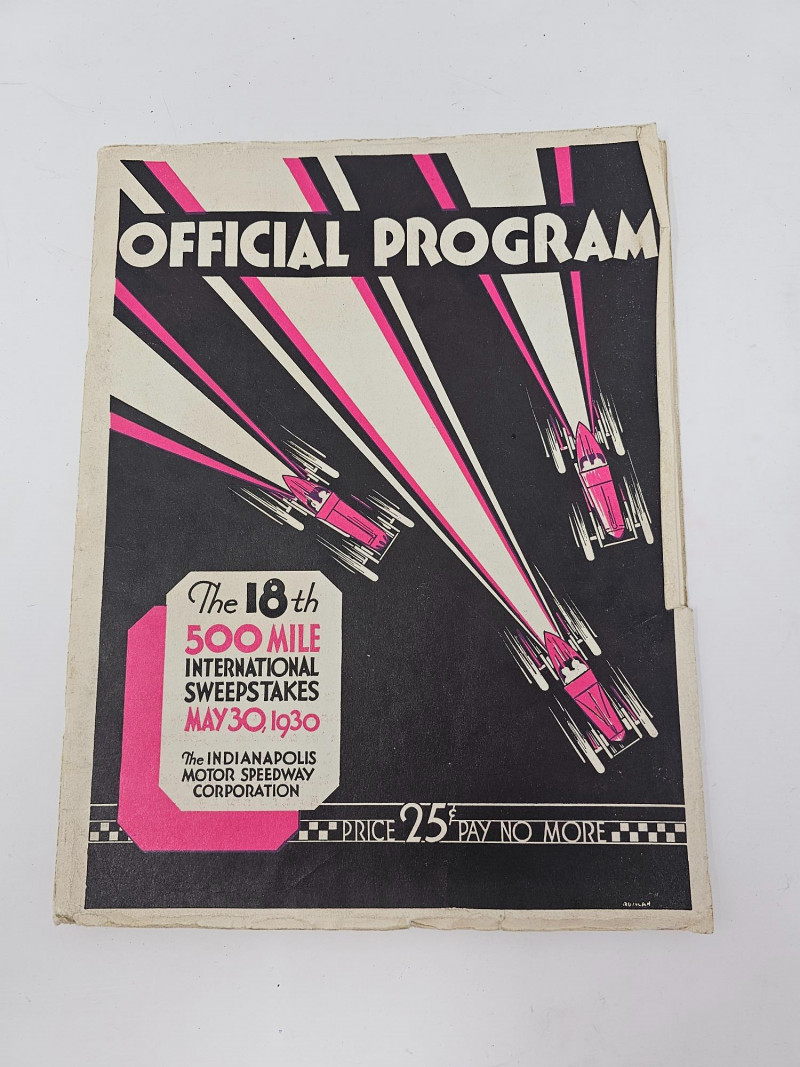 OFFICIAL PROGRAM
The 18th
500 MILE
INTERNATIONAL
SWEEPSTAKES
MAY 30, 1930
The INDIANAPOLIS
MOTOR SPEEDWAY
CORPORATION
PRICE 25¢ PAY NO MORE